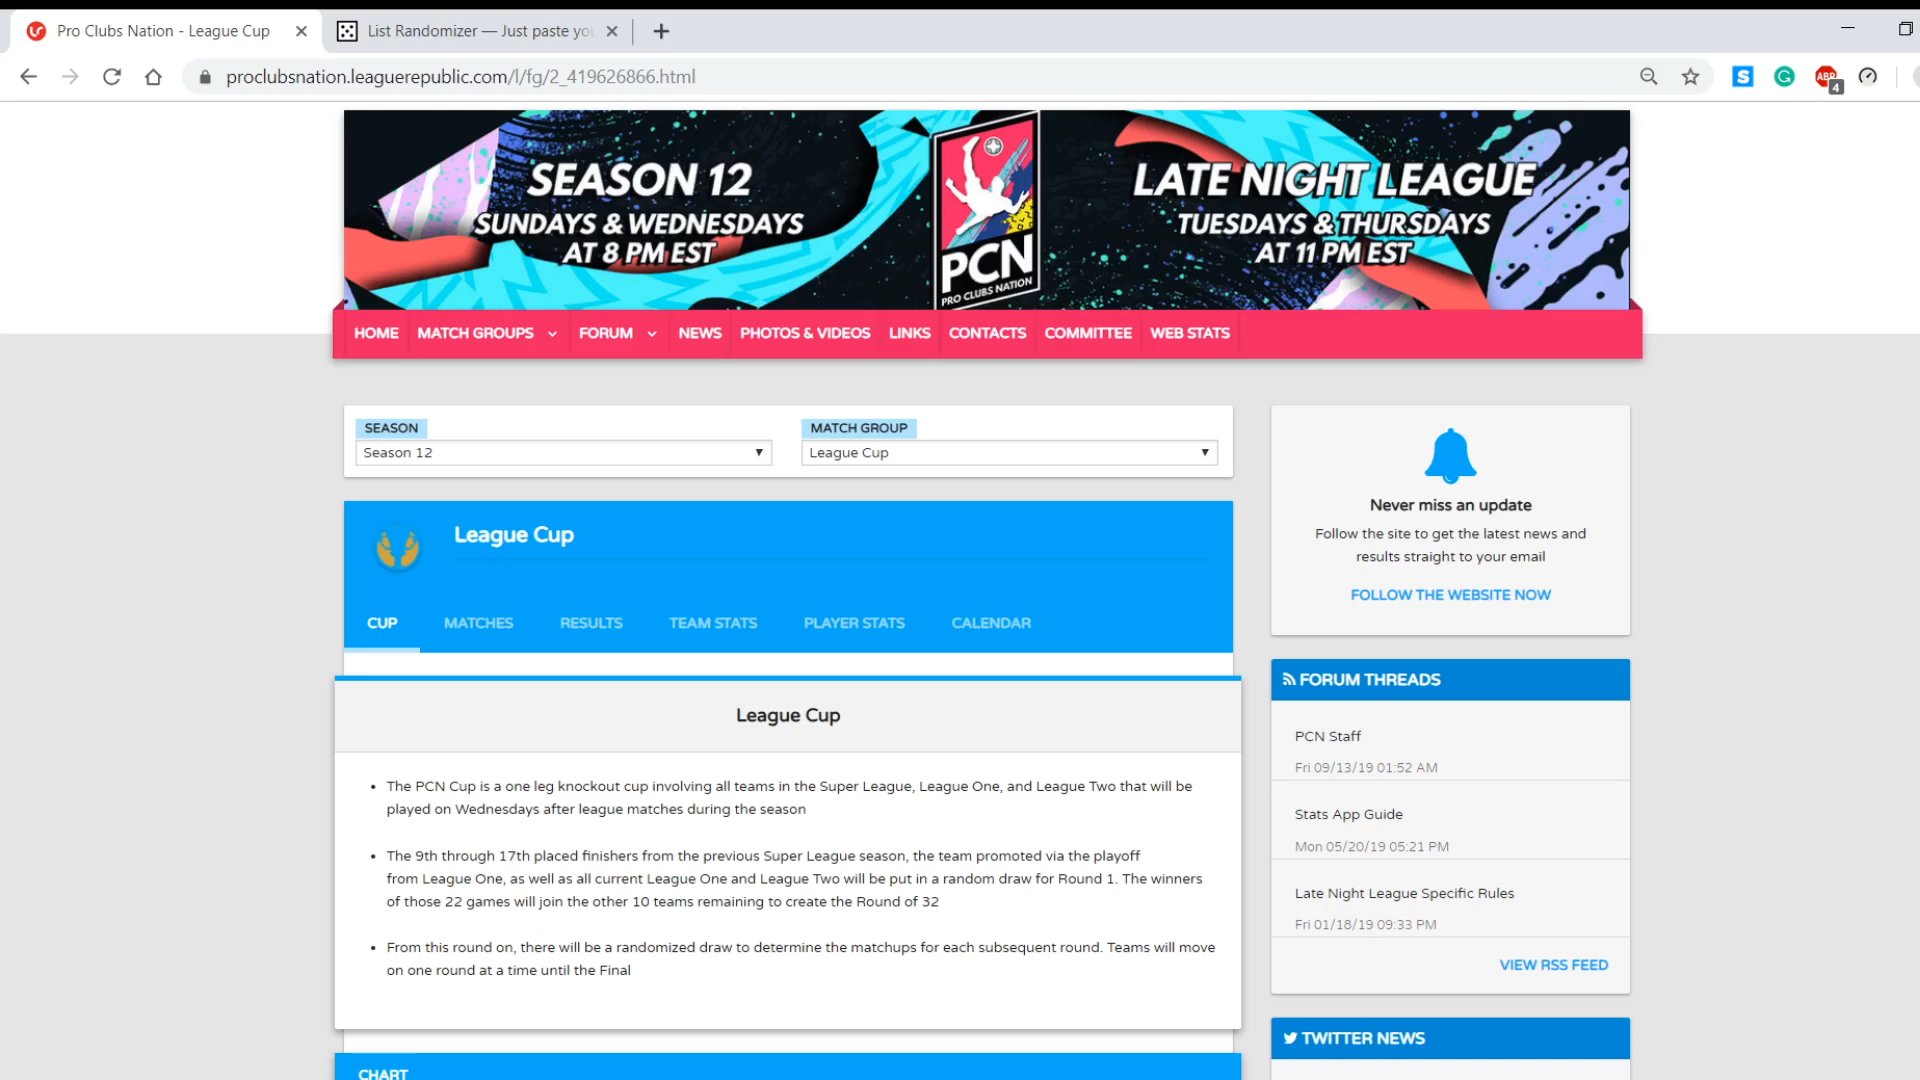 Pro Clubs Nation - League Cup
List Randomizer — Just paste yo
proclubsnation.leaguerepublic.com/l/fg/2_419626866.html
S
G
ABP
4
SEASON 12
SUNDAYS & WEDNESDAYS
AT 8 PM EST
PCN
PRO CLUBS NATION
LATE NIGHT LEAGUE
TUESDAYS & THURSDAYS
AT 11 PM EST
HOME MATCH GROUPS FORUM NEWS PHOTOS & VIDEOS LINKS CONTACTS COMMITTEE WEB STATS
SEASON
Season 12
MATCH GROUP
League Cup
League Cup
CUP MATCHES RESULTS TEAM STATS PLAYER STATS CALENDAR
League Cup
• The PCN Cup is a one leg knockout cup involving all teams in the Super League, League One, and League Two that will be
played on Wednesdays after league matches during the season
• The 9th through 17th placed finishers from the previous Super League season, the team promoted via the playoff
from League One, as well as all current League One and League Two will be put in a random draw for Round 1. The winners
of those 22 games will join the other 10 teams remaining to create the Round of 32
• From this round on, there will be a randomized draw to determine the matchups for each subsequent round. Teams will move
on one round at a time until the Final
CHART
Never miss an update
Follow the site to get the latest news and
results straight to your email
FOLLOW THE WEBSITE NOW
FORUM THREADS
PCN Staff
Fri 09/13/19 01:52 AM
Stats App Guide
Mon 05/20/19 05:21 PM
Late Night League Specific Rules
Fri 01/18/19 09:33 PM
VIEW RSS FEED
TWITTER NEWS